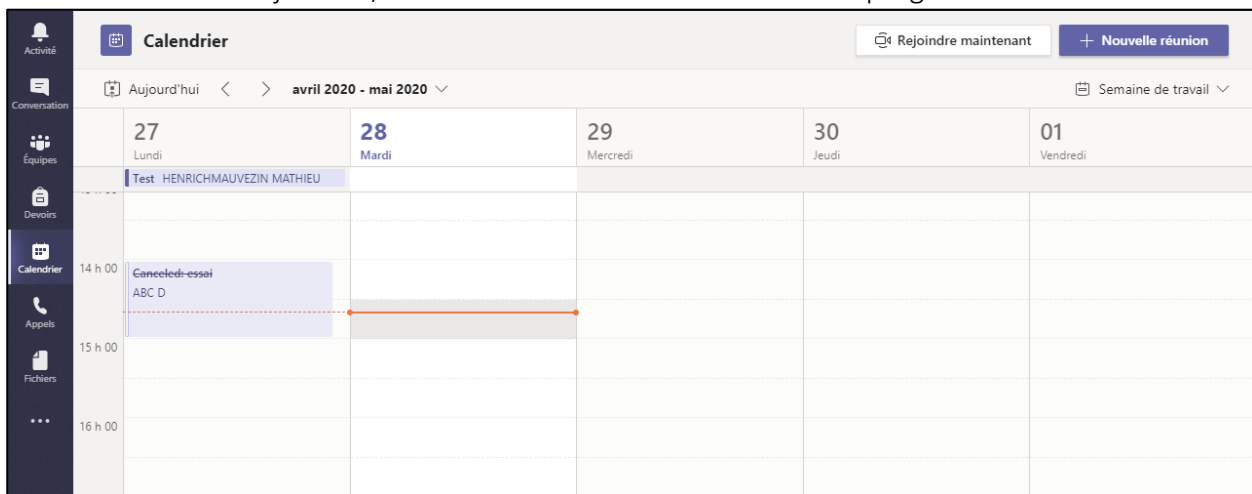 Activité
Calendrier
Rejoindre maintenant
+ Nouvelle réunion
Conversation
Aujourd'hui < > avril 2020 - mai 2020
Semaine de travail
Équipes
27
Lundi
28
Mardi
29
Mercredi
30
Jeudi
01
Vendredi
Test HENRICHMAUVEZIN MATHIEU
Devoirs
Calendrier
14 h 00
Canceled: essai
ABC D
Appels
15 h 00
Fichiers
16 h 00